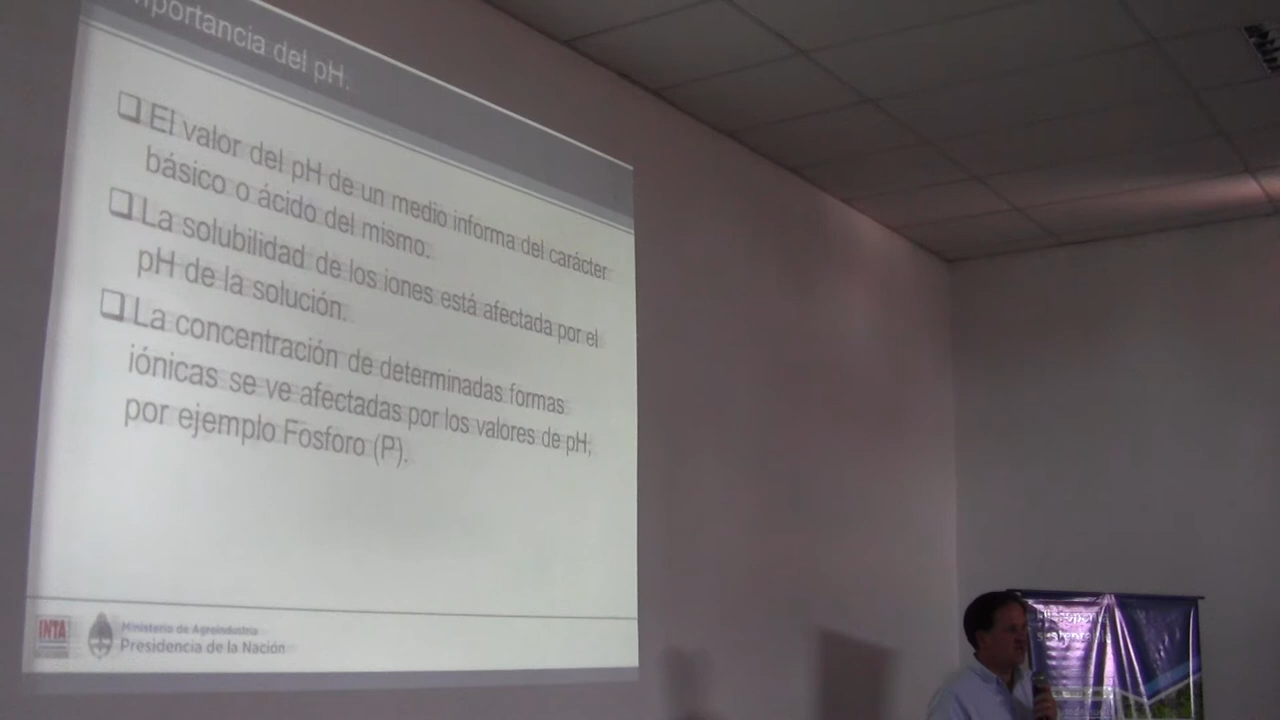 mportancia del pH.
❑ El valor del pH de un medio informa del carácter
básico o ácido del mismo.
❑ La solubilidad de los iones está afectada por el
pH de la solución.
❑ La concentración de determinadas formas
iónicas se ve afectadas por los valores de pH,
por ejemplo Fosforo (P).
INTA
Ministerio de Agroindustria
Presidencia de la Nación